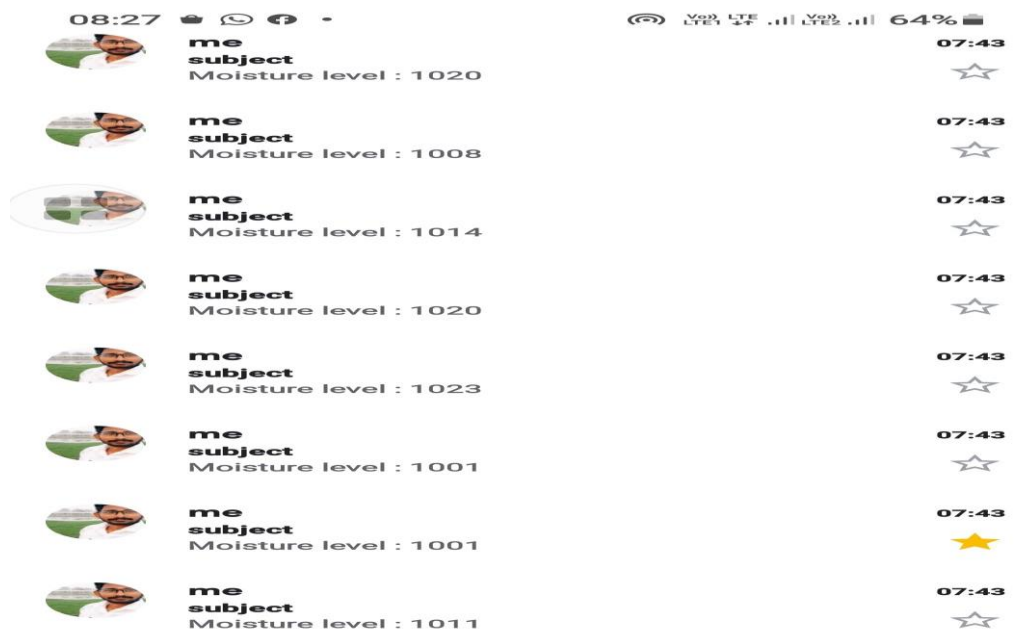 08:27 VoLTE1 LTE VoLTE2 64%
me 07:43
subject
Moisture level : 1020
me 07:43
subject
Moisture level : 1008
me 07:43
subject
Moisture level : 1014
me 07:43
subject
Moisture level : 1020
me 07:43
subject
Moisture level : 1023
me 07:43
subject
Moisture level : 1001
me 07:43
subject
Moisture level : 1001
me 07:43
subject
Moisture level : 1011